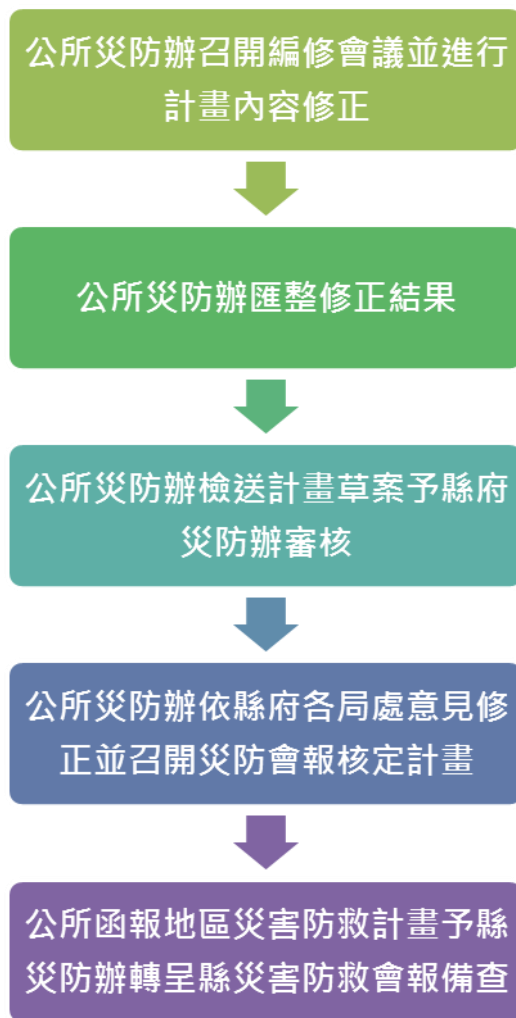 公所災防辦召開編修會議並進行
計畫內容修正
公所災防辦匯整修正結果
公所災防辦檢送計畫草案予縣府
災防辦審核
公所災防辦依縣府各局處意見修
正並召開災防會報核定計畫
公所函報地區災害防救計畫予縣
災防辦轉呈縣災害防救會報備查